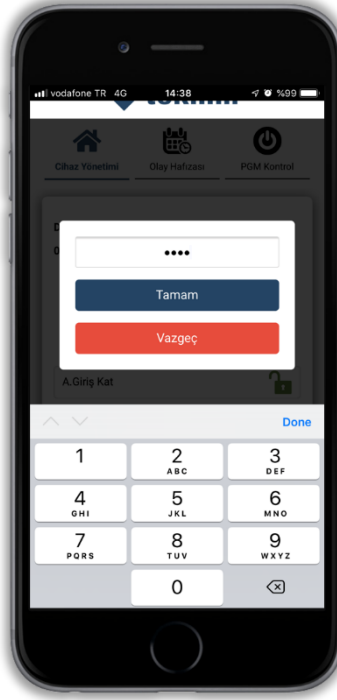 vodafone TR 4G 14:38 %99
Cihaz Yönetimi Olay Hafızası PGM Kontrol
••••
Tamam
Vazgeç
A.Giriş Kat
Done
1 2 3
ABC DEF
4 5 6
GHI JKL MNO
7 8 9
PQRS TUV WXYZ
0